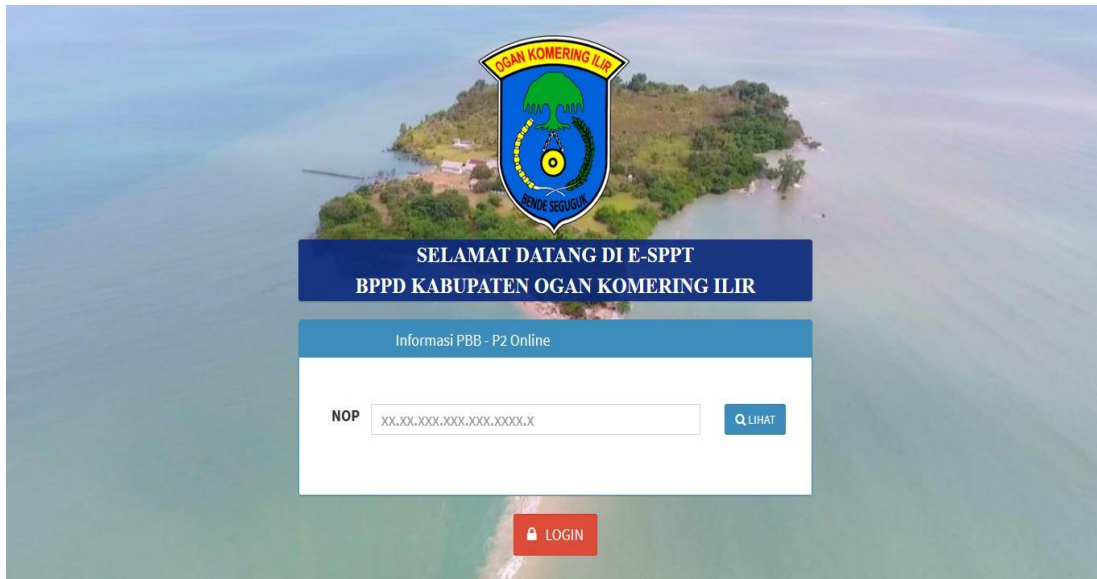 OGAN KOMERING ILIR
BENDE SEGUGUK
SELAMAT DATANG DI E-SPPT
BPPD KABUPATEN OGAN KOMERING ILIR
Informasi PBB - P2 Online
NOP
XX.XX.XXX.XXX.XXX.XXXX.X
LIHAT
LOGIN